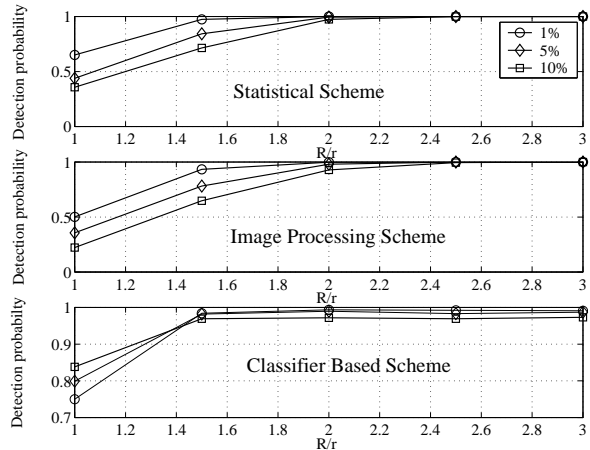 1
0.5
0
Detection probability
1 1.2 1.4 1.6 1.8 2 2.2 2.4 2.6 2.8 3
R/r
Statistical Scheme
1%
5%
10%
1
0.5
0
Detection probability
1 1.2 1.4 1.6 1.8 2 2.2 2.4 2.6 2.8 3
R/r
Image Processing Scheme
1
0.9
0.8
0.7
Detection probabilty
1 1.2 1.4 1.6 1.8 2 2.2 2.4 2.6 2.8 3
R/r
Classifier Based Scheme